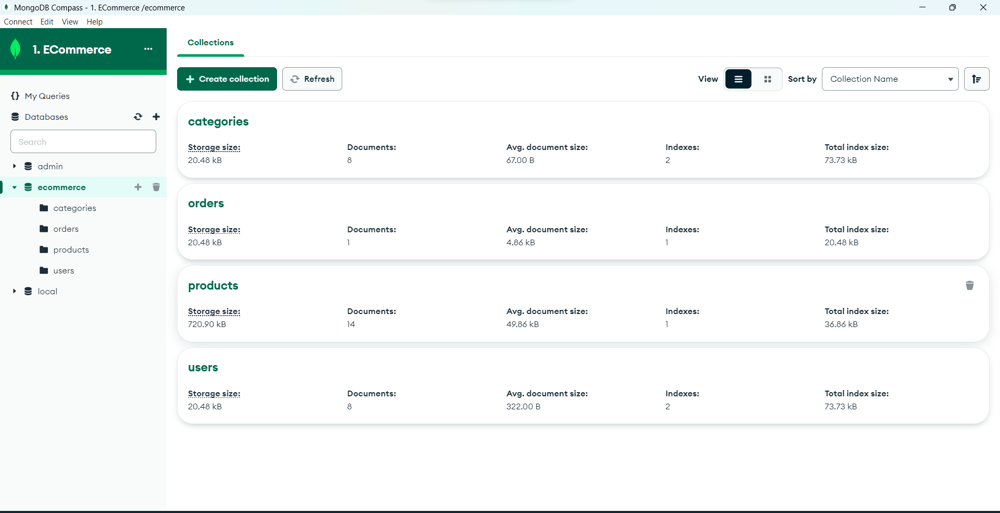 MongoDB Compass - 1. ECommerce /ecommerce
Connect Edit View Help
1. ECommerce
My Queries
Databases
Search
admin
ecommerce
categories
orders
products
users
local
Collections
Create collection Refresh View Sort by Collection Name
categories
Storage size: Documents: Avg. document size: Indexes: Total index size:
20.48 kB 8 67.00 B 2 73.73 kB
orders
Storage size: Documents: Avg. document size: Indexes: Total index size:
20.48 kB 1 4.86 kB 1 20.48 kB
products
Storage size: Documents: Avg. document size: Indexes: Total index size:
720.90 kB 14 49.86 kB 1 36.86 kB
users
Storage size: Documents: Avg. document size: Indexes: Total index size:
20.48 kB 8 322.00 B 2 73.73 kB